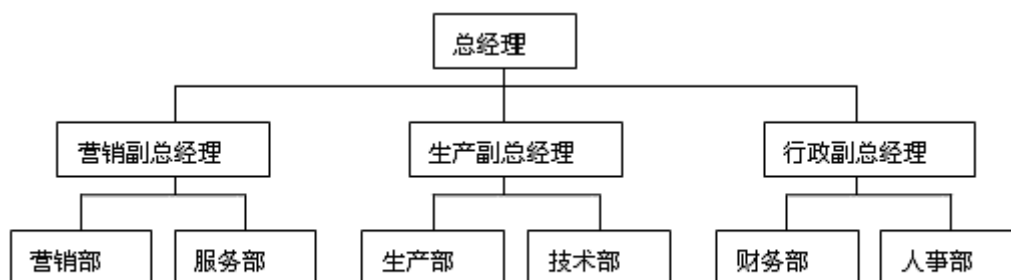 总经理
营销副总经理
生产副总经理
行政副总经理
营销部
服务部
生产部
技术部
财务部
人事部